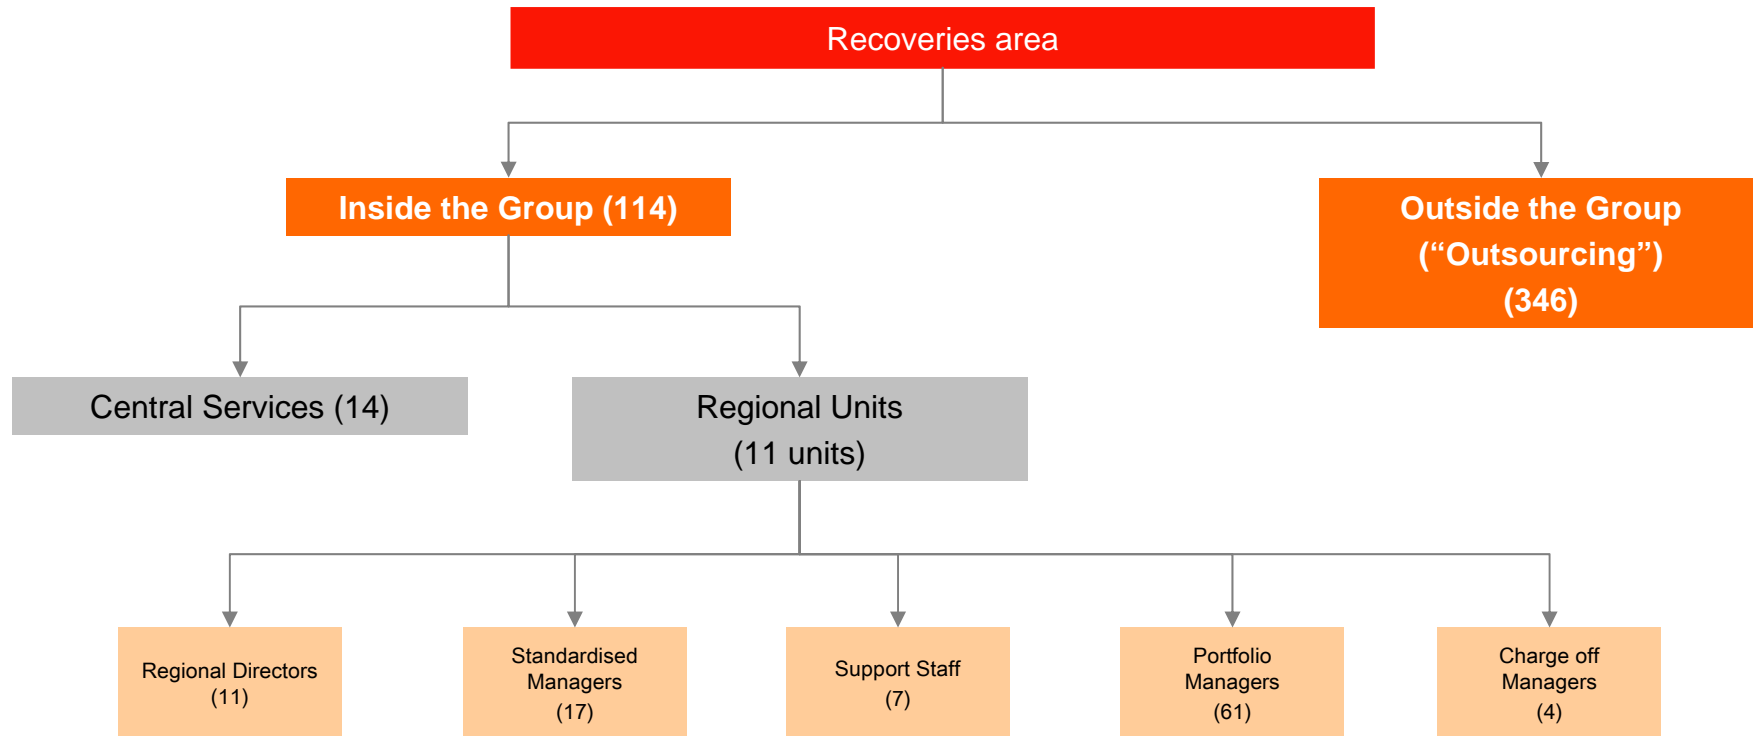 Recoveries area
Inside the Group (114)
Outside the Group
(“Outsourcing”)
(346)
Central Services (14)
Regional Units
(11 units)
Regional Directors
(11)
Standardised
Managers
(17)
Support Staff
(7)
Portfolio
Managers
(61)
Charge off
Managers
(4)